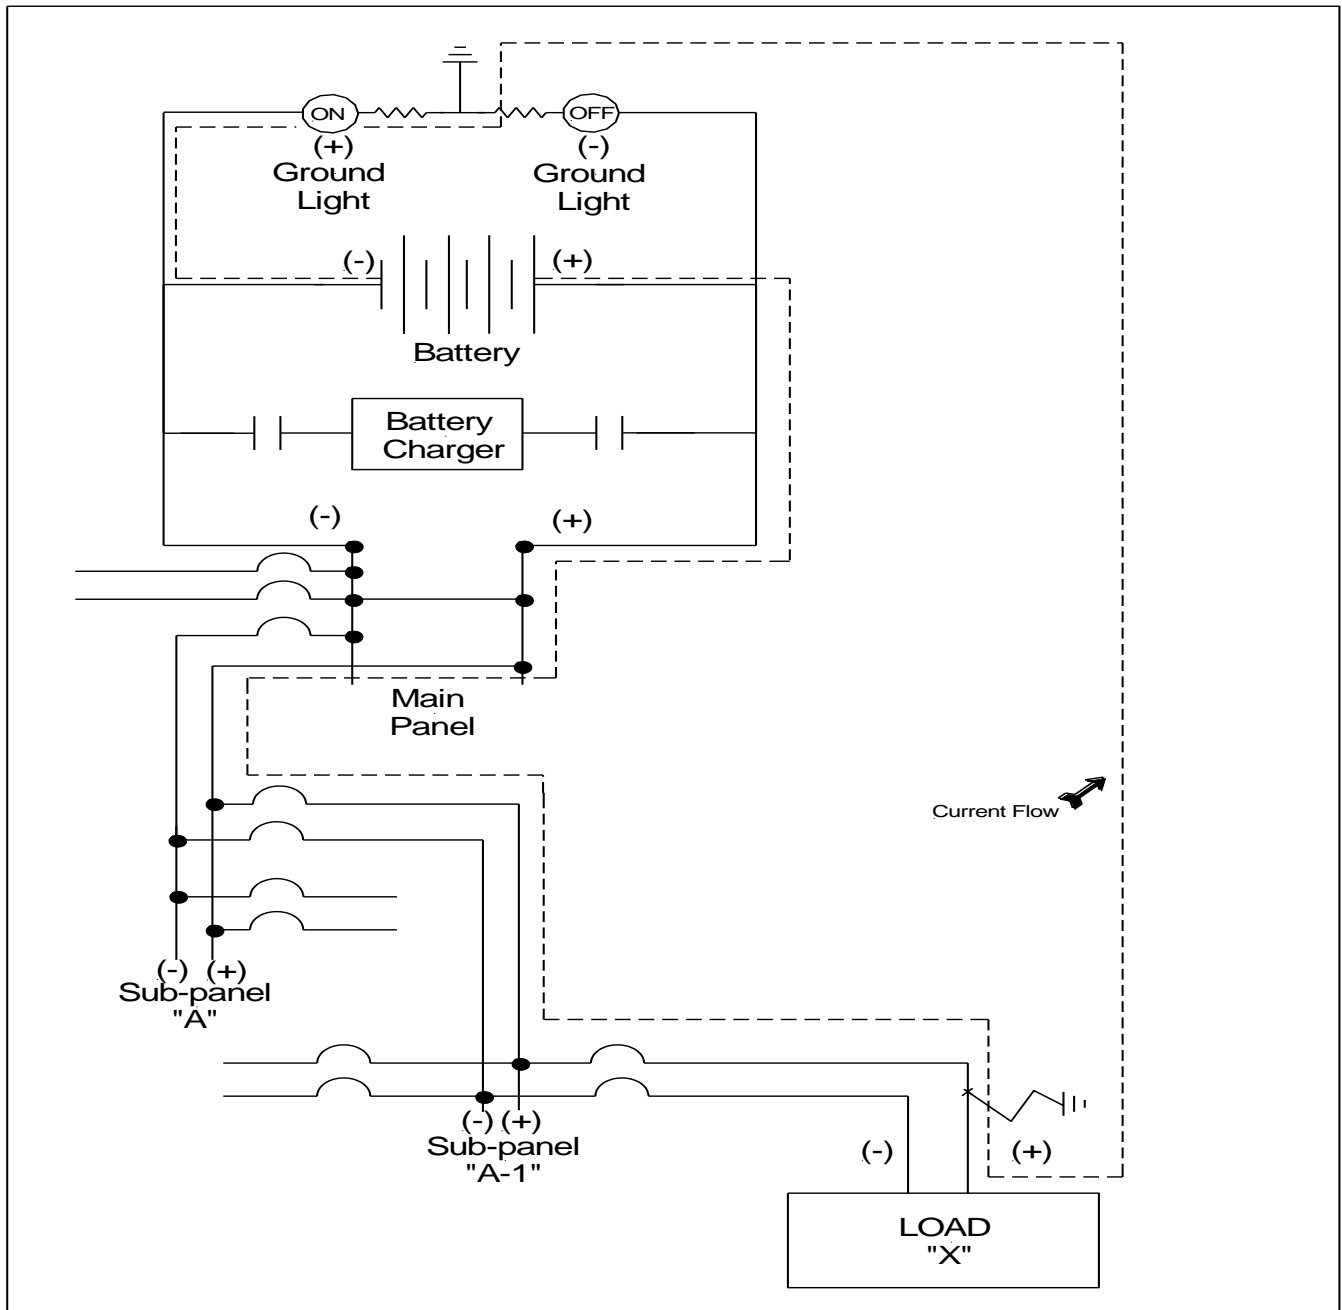 ON
OFF
(+)
Ground
Light
(-)
Ground
Light
(-)
(+)
Battery
Battery
Charger
(-)
(+)
Main
Panel
Current Flow
(-) (+)
Sub-panel
"A"
(-) (+)
Sub-panel
"A-1"
(-)
(+)
LOAD
"X"